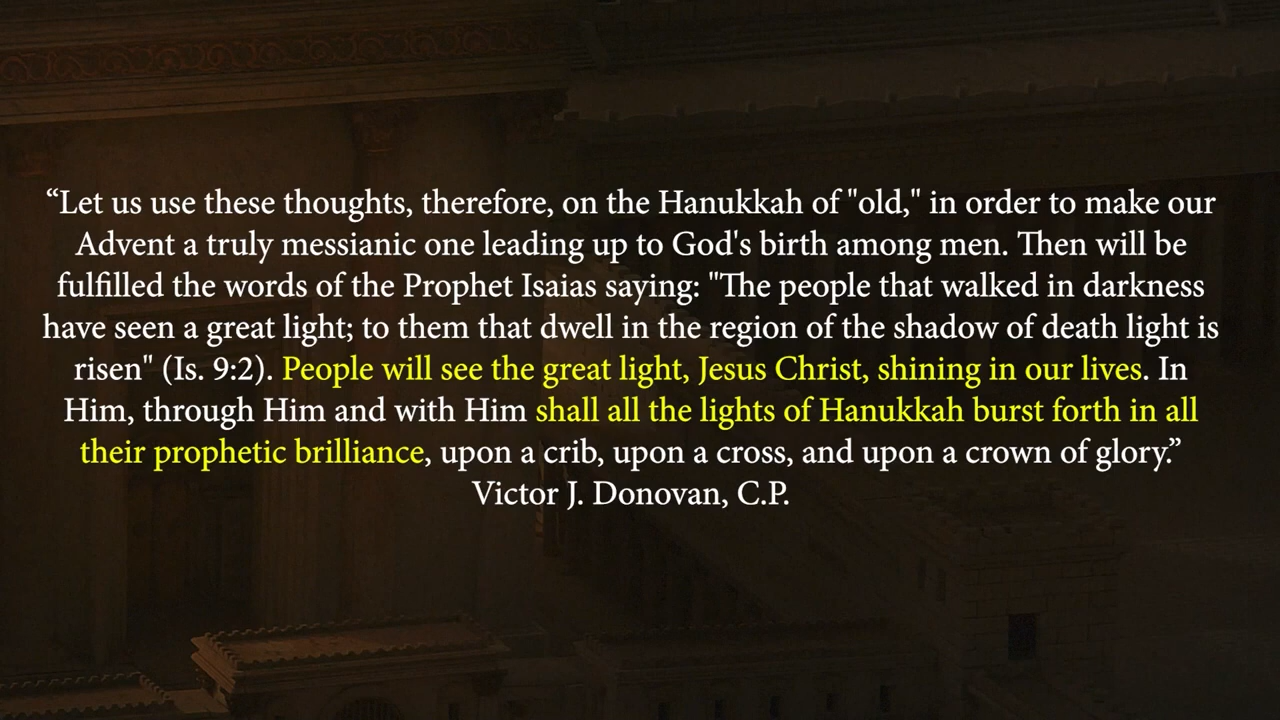 “Let us use these thoughts, therefore, on the Hanukkah of "old," in order to make our
Advent a truly messianic one leading up to God's birth among men. Then will be
fulfilled the words of the Prophet Isaias saying: "The people that walked in darkness
have seen a great light; to them that dwell in the region of the shadow of death light is
risen" (Is. 9:2). People will see the great light, Jesus Christ, shining in our lives. In
Him, through Him and with Him shall all the lights of Hanukkah burst forth in all
their prophetic brilliance, upon a crib, upon a cross, and upon a crown of glory.”
Victor J. Donovan, C.P.